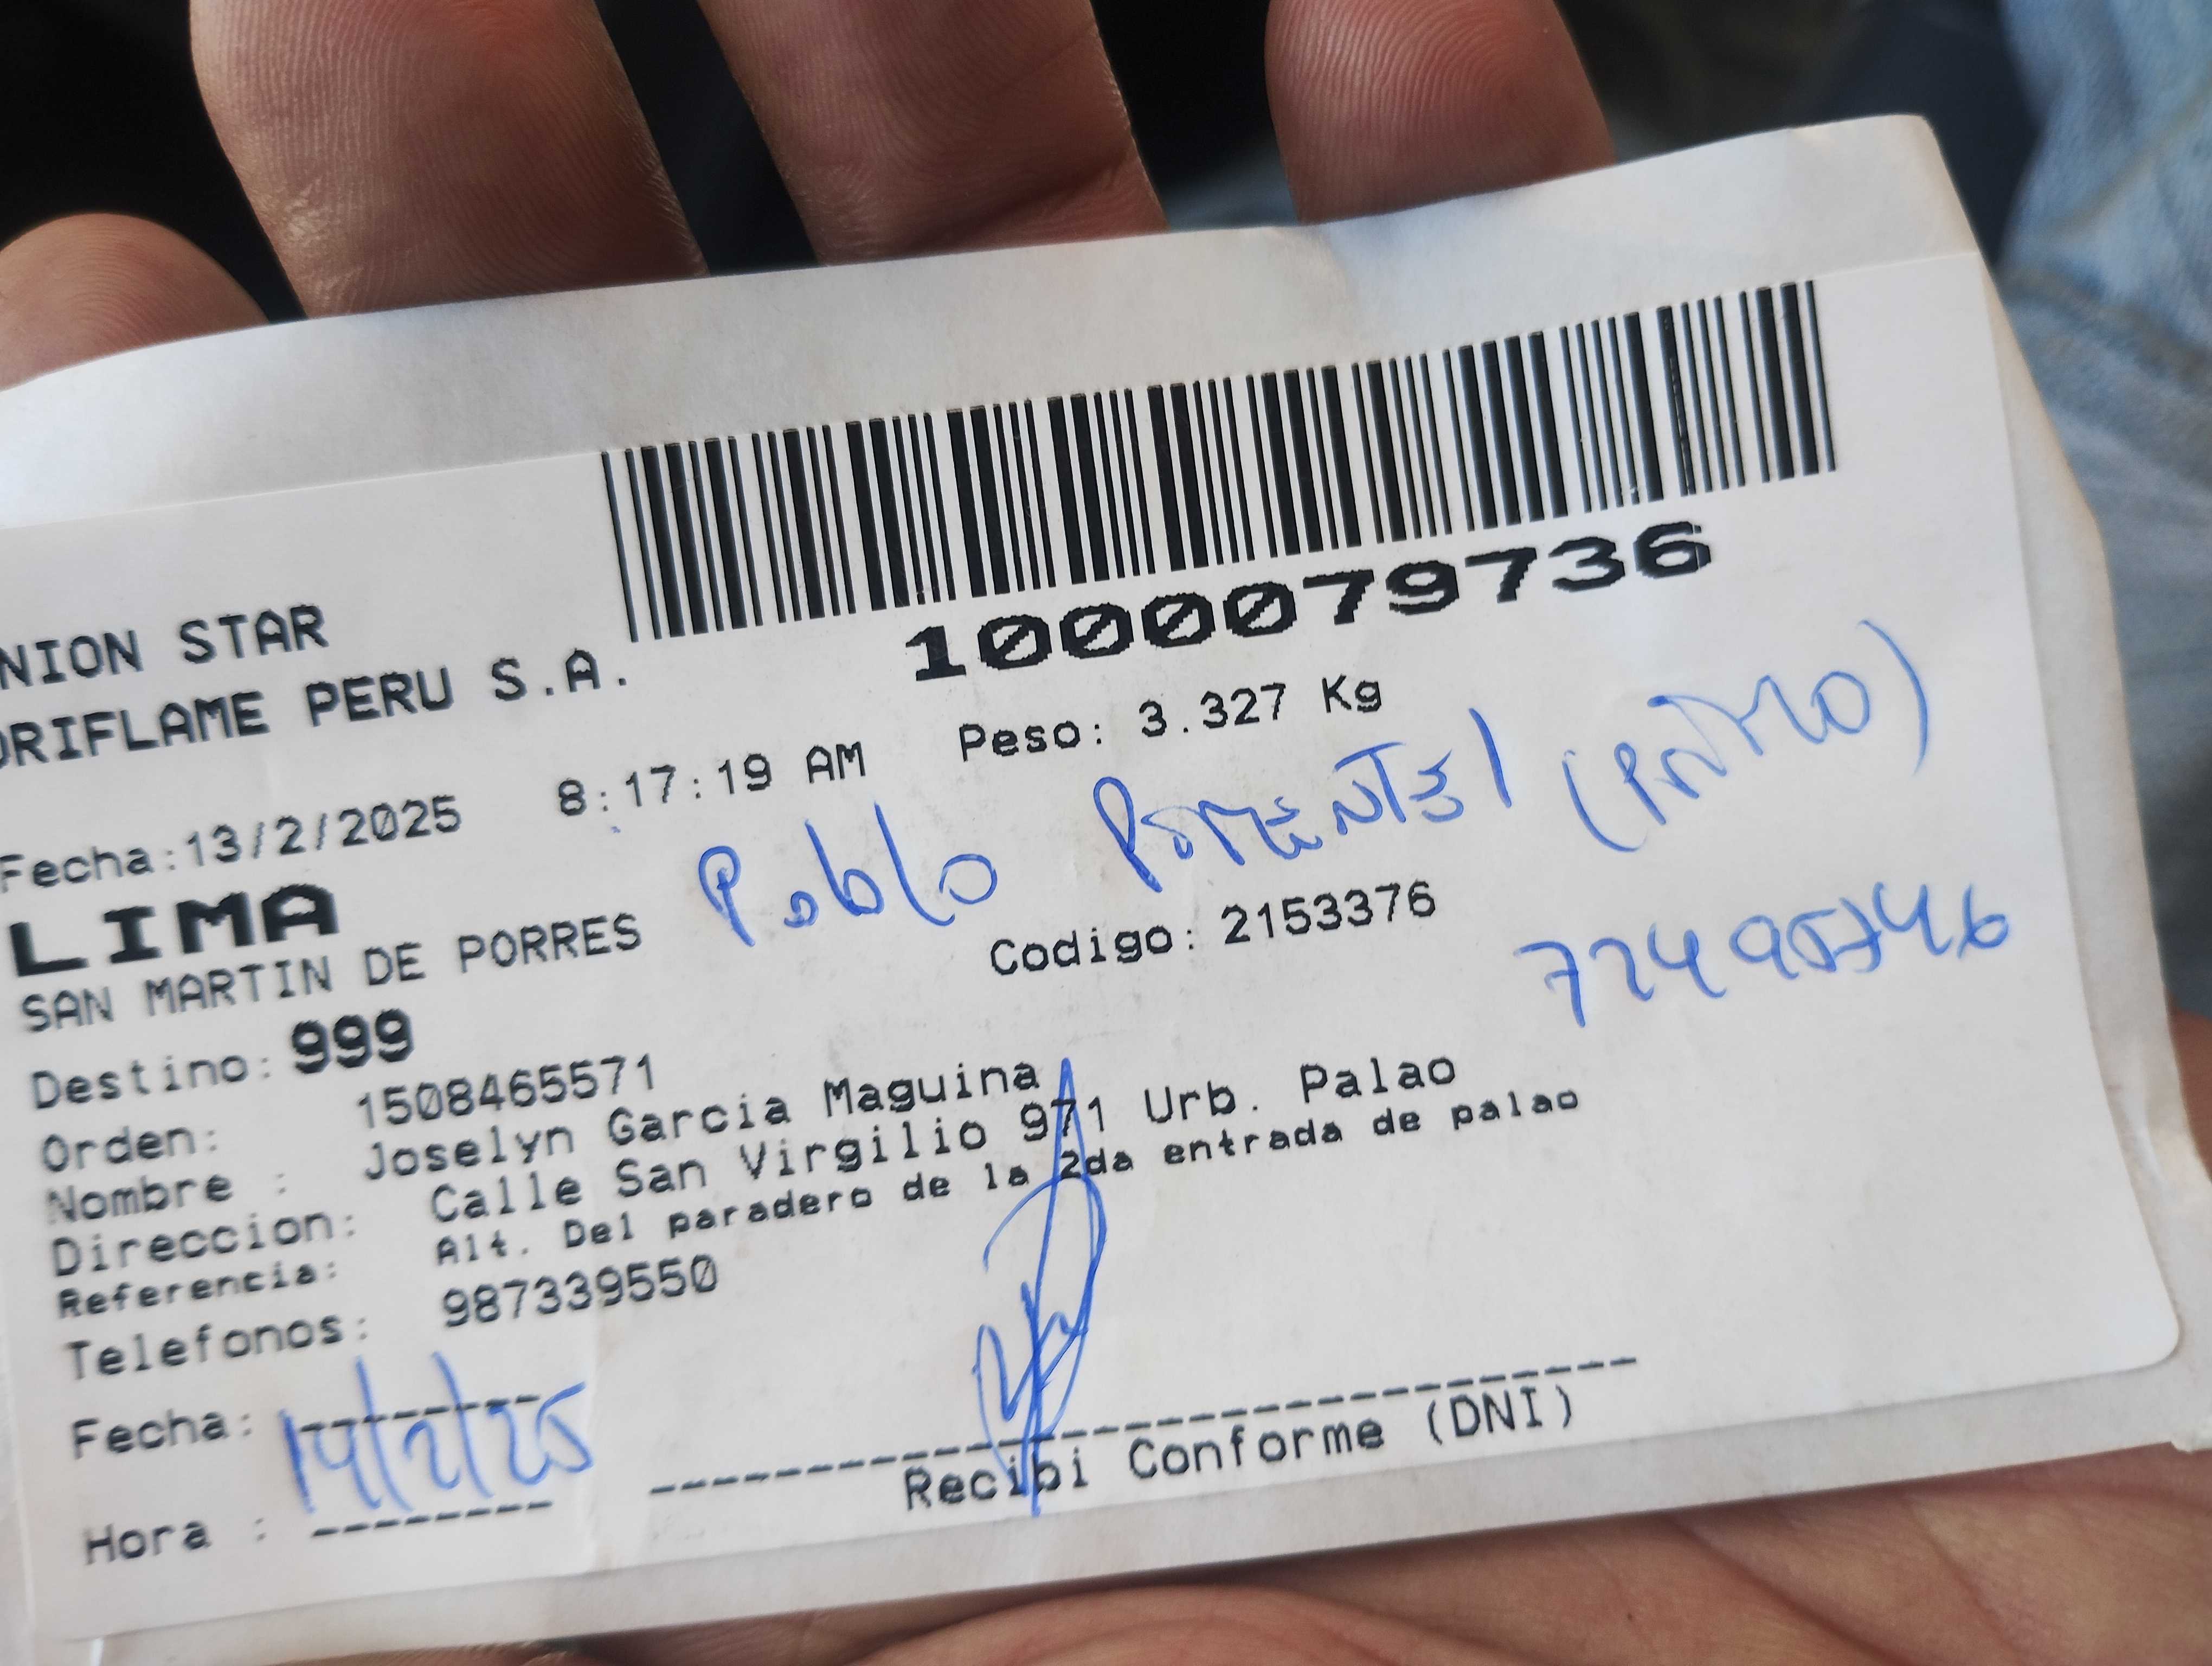 1000079736
NION STAR
ORIFLAME PERU S.A.
Fecha:13/2/2025 8:17:19 AM Peso: 3.327 Kg
LIMA
Pablo Pimentel (Primo)
SAN MARTIN DE PORRES Codigo: 2153376
Destino: 999
Orden: 1508465571
Nombre : Joselyn Garcia Maguina
Direccion: Calle San Virgilio 971 Urb. Palao
Referencia: Alt. Del paradero de la 2da entrada de palao
Telefonos: 987339550
Fecha: 14/2/25
Hora :
Recibi Conforme (DNI)